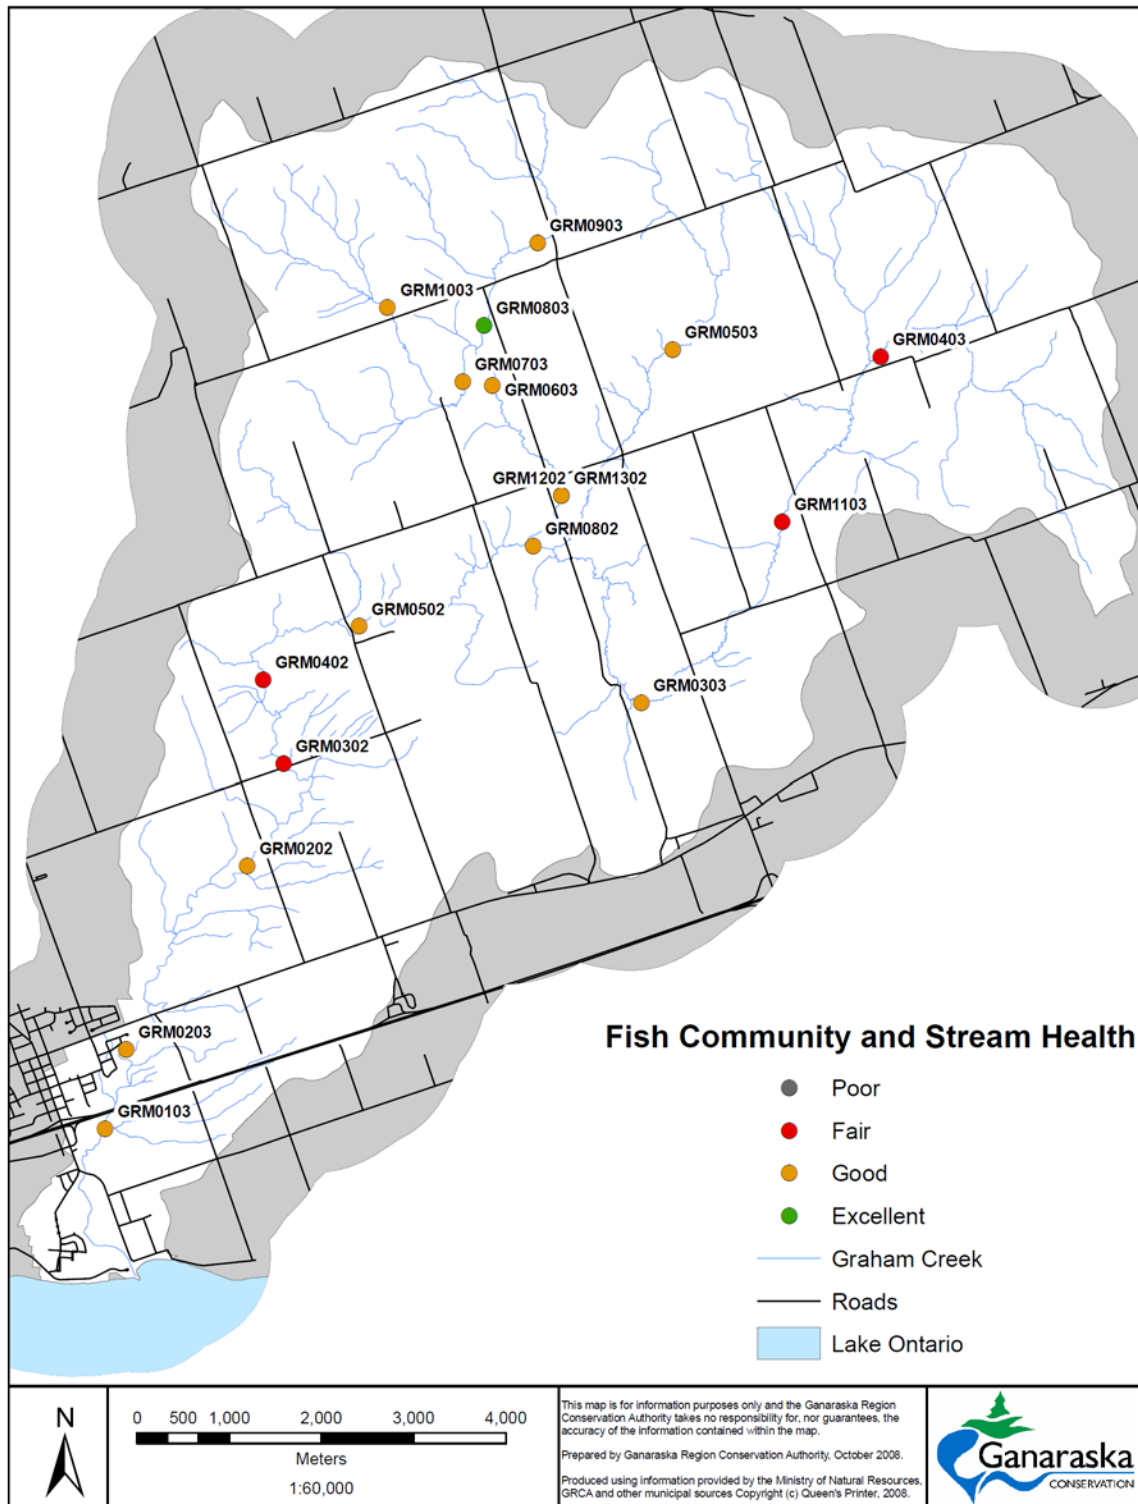 GRM0903
GRM1003
GRM0803
GRM0503
GRM0403
GRM0703
GRM0603
GRM1202 GRM1302
GRM1103
GRM0802
GRM0502
GRM0402
GRM0303
GRM0302
GRM0202
GRM0203
GRM0103
Fish Community and Stream Health
Poor
Fair
Good
Excellent
Graham Creek
Roads
Lake Ontario
N
0 500 1,000 2,000 3,000 4,000
Meters
1:60,000
This map is for information purposes only and the Ganaraska Region
Conservation Authority takes no responsibility for, nor guarantees, the
accuracy of the information contained within the map.
Prepared by Ganaraska Region Conservation Authority, October 2008.
Produced using information provided by the Ministry of Natural Resources,
GRCA and other municipal sources Copyright (c) Queen's Printer, 2008.
Ganaraska
CONSERVATION